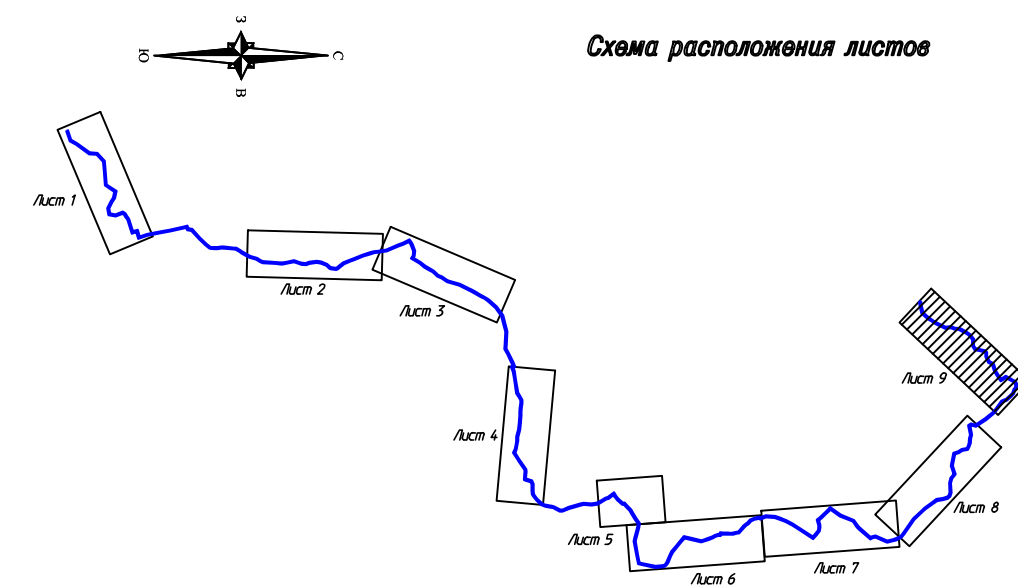 З
Схема расположения листов
Ю
С
В
Лист 1
Лист 2
Лист 3
Лист 9
Лист 4
Лист 8
Лист 5
Лист 7
Лист 6